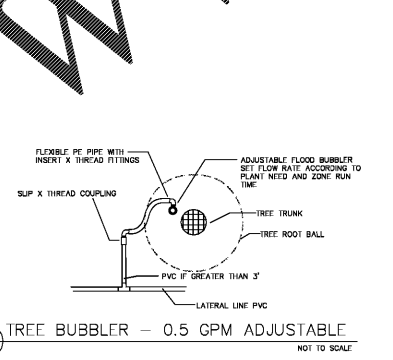 FLEXIBLE PE PIPE WITH
INSERT X THREAD FITTINGS
ADJUSTABLE FLOOD BUBBLER
SET FLOW RATE ACCORDING TO
PLANT NEED AND ZONE RUN
TIME
SLIP X THREAD COUPLING
TREE TRUNK
TREE ROOT BALL
PVC IF GREATER THAN 3'
LATERAL LINE PVC
TREE BUBBLER – 0.5 GPM ADJUSTABLE
NOT TO SCALE